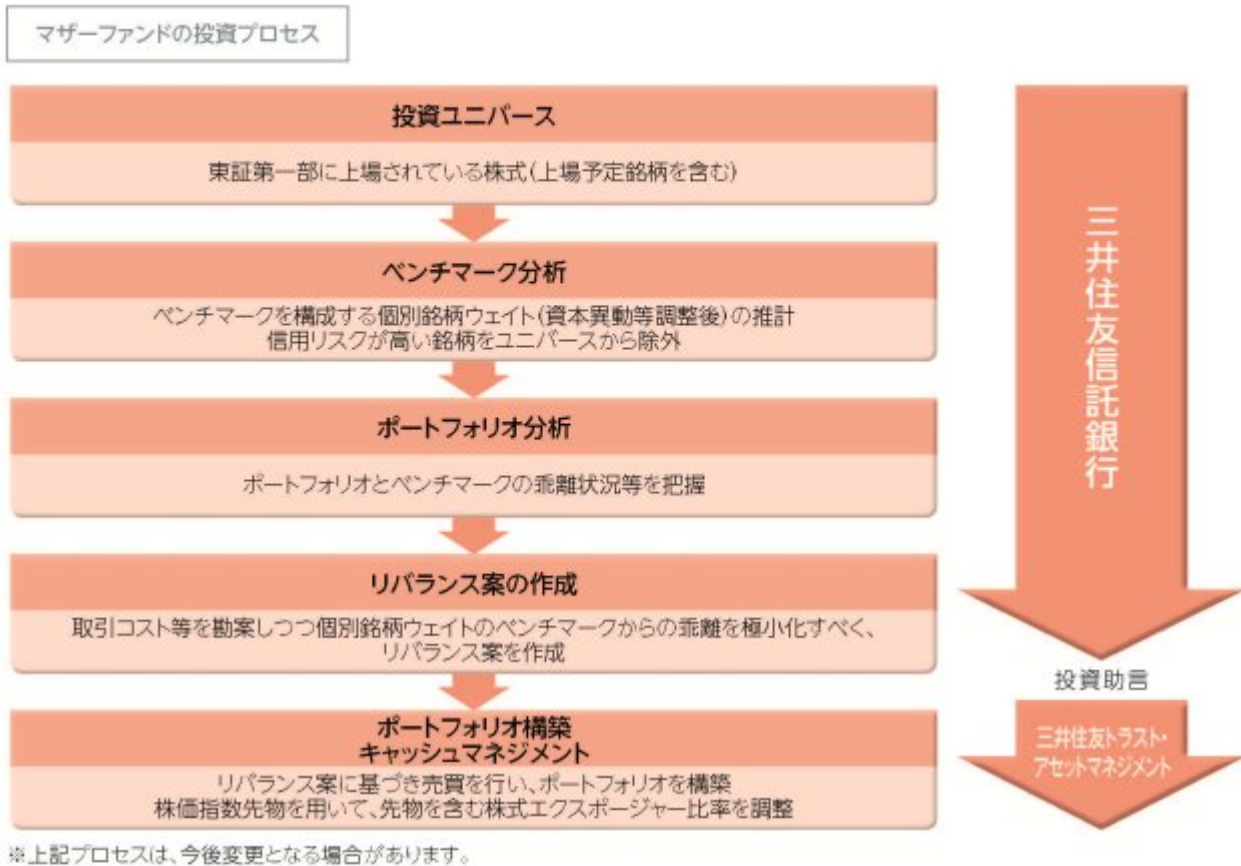 マザーファンドの投資プロセス
投資ユニバース
東証第一部に上場されている株式(上場予定銘柄を含む)
ベンチマーク分析
ベンチマークを構成する個別銘柄ウェイト(資本異動等調整後)の推計
信用リスクが高い銘柄をユニバースから除外
ポートフォリオ分析
ポートフォリオとベンチマークの乖離状況等を把握
リバランス案の作成
取引コスト等を勘案しつつ個別銘柄ウェイトのベンチマークからの乖離を極小化すべく、
リバランス案を作成
ポートフォリオ構築
キャッシュマネジメント
リバランス案に基づき売買を行い、ポートフォリオを構築
株価指数先物を用いて、先物を含む株式エクスポージャー比率を調整
三井住友信託銀行
投資助言
三井住友トラスト・
アセットマネジメント
※上記プロセスは、今後変更となる場合があります。